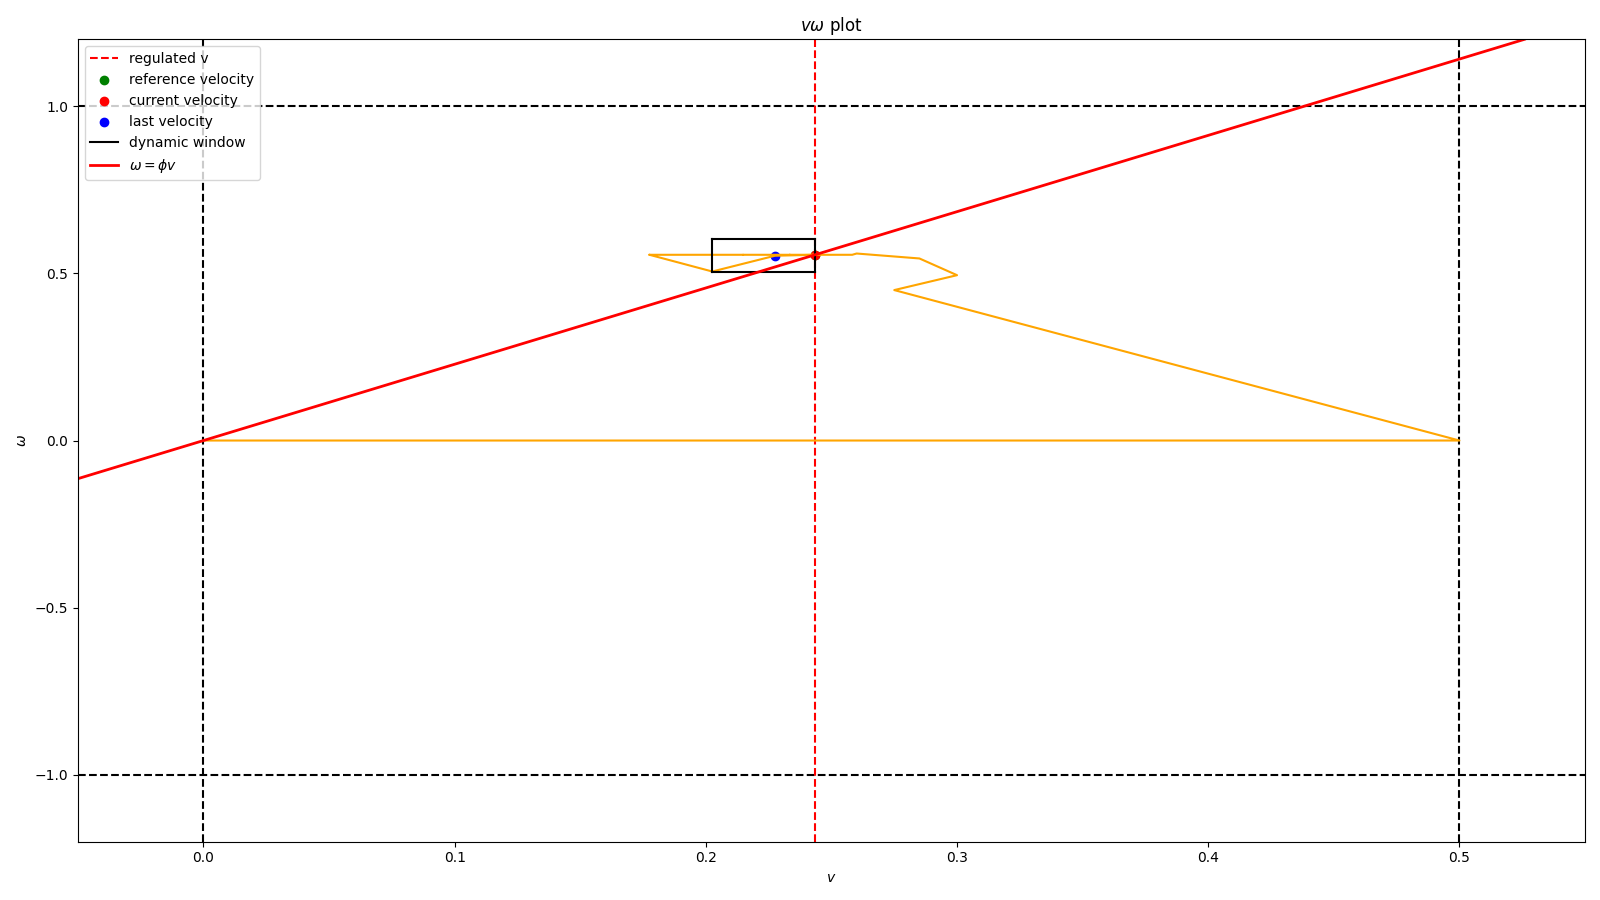 vω plot
regulated v
reference velocity
current velocity
last velocity
dynamic window
ω = ϕv
1.0
0.5
0.0
−0.5
−1.0
ω
0.0
0.1
0.2
0.3
0.4
0.5
v